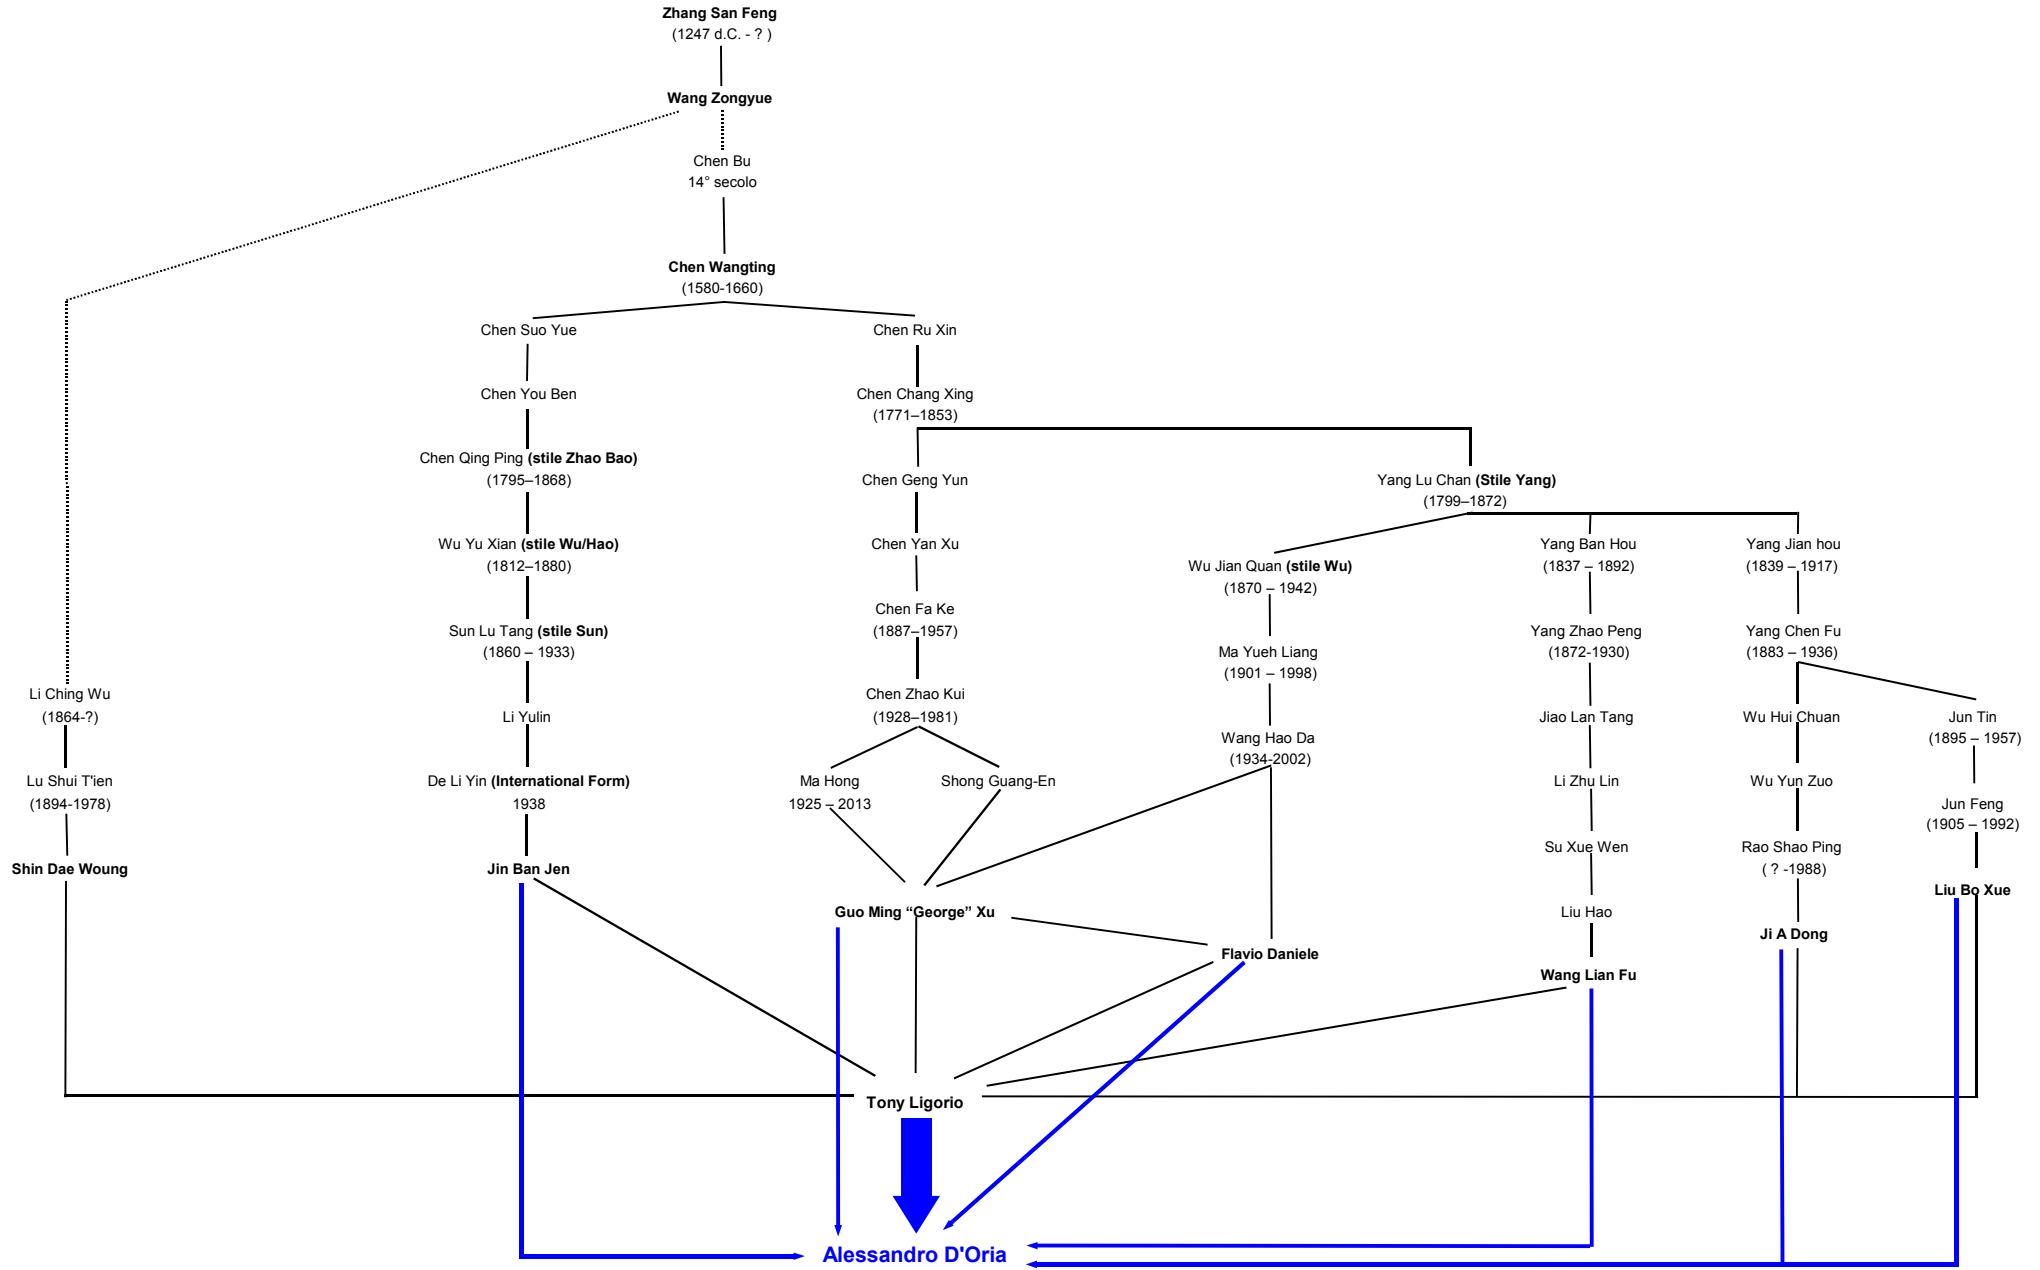 Zhang San Feng
(1247 d.C. - ? )
Wang Zongyue
Chen Bu
14° secolo
Chen Wangting
(1580-1660)
Chen Suo Yue
Chen Ru Xin
Chen You Ben
Chen Chang Xing
(1771–1853)
Chen Qing Ping (stile Zhao Bao)
(1795–1868)
Chen Geng Yun
Yang Lu Chan (Stile Yang)
(1799–1872)
Wu Yu Xian (stile Wu/Hao)
(1812–1880)
Chen Yan Xu
Wu Jian Quan (stile Wu)
(1870 – 1942)
Yang Ban Hou
(1837 – 1892)
Yang Jian hou
(1839 – 1917)
Sun Lu Tang (stile Sun)
(1860 – 1933)
Chen Fa Ke
(1887–1957)
Ma Yueh Liang
(1901 – 1998)
Yang Zhao Peng
(1872-1930)
Yang Chen Fu
(1883 – 1936)
Li Ching Wu
(1864-?)
Li Yulin
Chen Zhao Kui
(1928–1981)
Wang Hao Da
(1934-2002)
Jiao Lan Tang
Wu Hui Chuan
Jun Tin
(1895 – 1957)
Lu Shui T'ien
(1894-1978)
De Li Yin (International Form)
1938
Ma Hong
1925 – 2013
Shong Guang-En
Li Zhu Lin
Wu Yun Zuo
Jun Feng
(1905 – 1992)
Shin Dae Woung
Jin Ban Jen
Su Xue Wen
Rao Shao Ping
( ? -1988)
Liu Bo Xue
Guo Ming “George” Xu
Liu Hao
Ji A Dong
Flavio Daniele
Wang Lian Fu
Tony Ligorio
Alessandro D'Oria